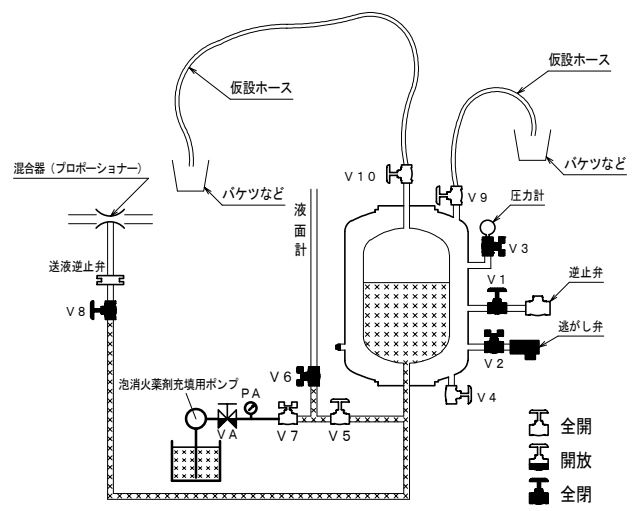 仮設ホース
仮設ホース
混合器（プロポーショナー）
バケツなど
V10
V9
バケツなど
圧力計
液面計
V3
送液逆止弁
V1
逆止弁
V8
逃がし弁
V2
V6
泡消火薬剤充填用ポンプ
PA
V4
VA
V7
V5
全開
開放
全閉